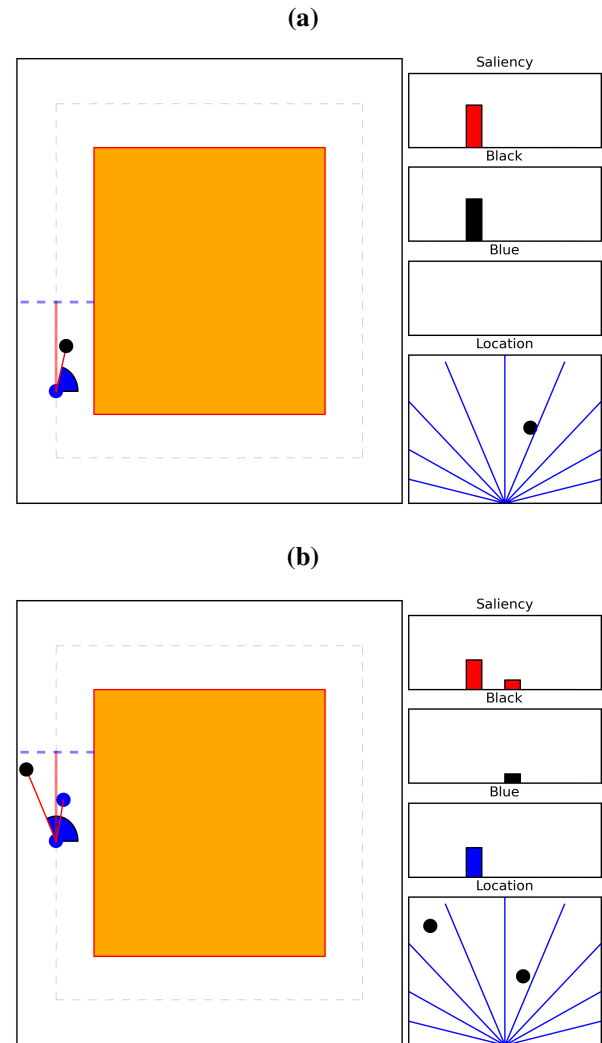 (a)
Saliency
Black
Blue
Location
(b)
Saliency
Black
Blue
Location